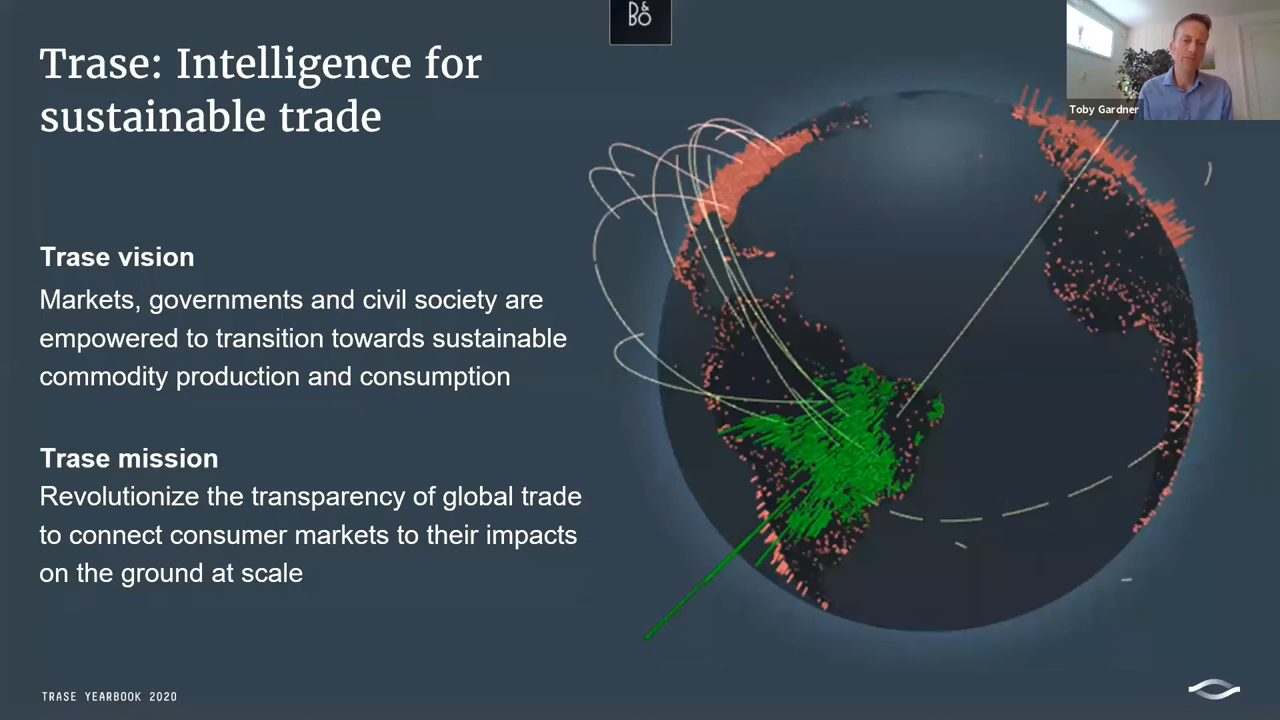 B&
BO
Trase: Intelligence for
sustainable trade
Toby Gardner
Trase vision
Markets, governments and civil society are
empowered to transition towards sustainable
commodity production and consumption
Trase mission
Revolutionize the transparency of global trade
to connect consumer markets to their impacts
on the ground at scale
TRASE YEARBOOK 2020